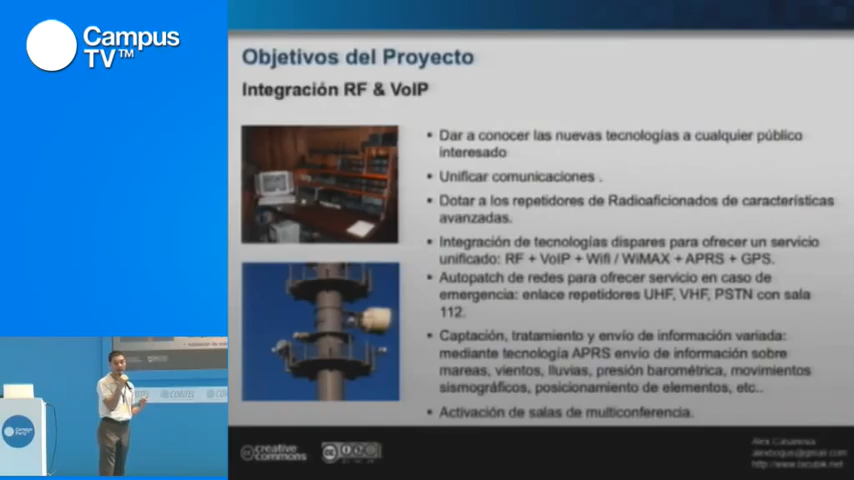 Campus
TV™
Objetivos del Proyecto
Integración RF & VoIP
• Dar a conocer las nuevas tecnologías a cualquier público
interesado
• Unificar comunicaciones .
• Dotar a los repetidores de Radioaficionados de características
avanzadas.
• Integración de tecnologías dispares para ofrecer un servicio
unificado: RF + VoIP + Wifi / WiMAX + APRS + GPS.
• Autopatch de redes para ofrecer servicio en caso de
emergencia: enlace repetidores UHF, VHF, PSTN con sala
112.
• Captación, tratamiento y envío de información variada:
mediante tecnología APRS envío de información sobre
mareas, vientos, lluvias, presión barométrica, movimientos
sismográficos, posicionamiento de elementos, etc..
• Activación de salas de multiconferencia.
creative
commons
Alex Casanova
Campus
Party